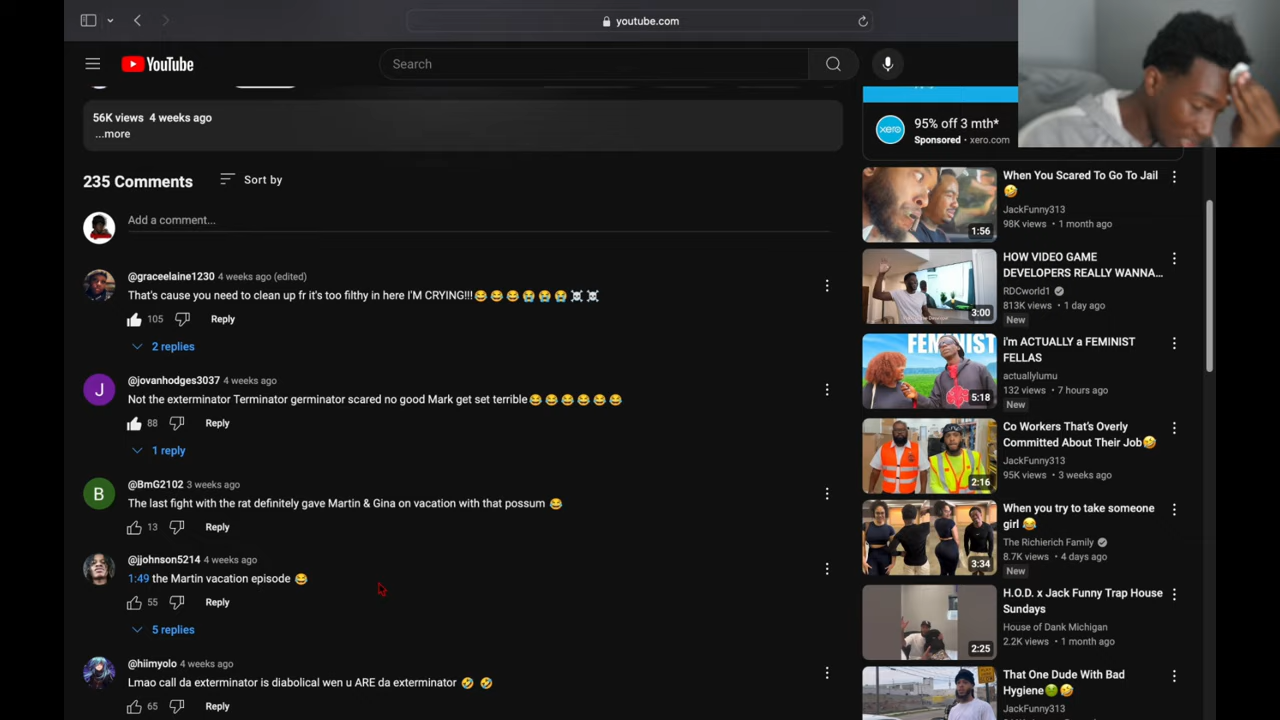 youtube.com
YouTube
Search
56K views 4 weeks ago
...more
235 Comments
Sort by
Add a comment...
@graceelaine1230 4 weeks ago (edited)
That's cause you need to clean up fr it's too filthy in here I'M CRYING!!!😂😂😂😭😭😭☠️☠️
105
Reply
2 replies
J
@jovanhodges3037 4 weeks ago
Not the exterminator Terminator germinator scared no good Mark get set terrible😂😂😂😂😂😂
88
Reply
1 reply
B
@BmG2102 3 weeks ago
The last fight with the rat definitely gave Martin & Gina on vacation with that possum 😂
13
Reply
@jjohnson5214 4 weeks ago
1:49 the Martin vacation episode 😂
55
Reply
5 replies
@hiimyolo 4 weeks ago
Lmao call da exterminator is diabolical wen u ARE da exterminator 🤣 🤣
65
Reply
xero
95% off 3 mth*
Sponsored • xero.com
1:56
When You Scared To Go To Jail
🤣
JackFunny313
98K views • 1 month ago
3:00
HOW VIDEO GAME
DEVELOPERS REALLY WANNA...
RDCworld1
813K views • 1 day ago
New
FEMINIST
5:18
i'm ACTUALLY a FEMINIST
FELLAS
actuallylumu
132 views • 7 hours ago
New
2:16
Co Workers That's Overly
Committed About Their Job🤣
JackFunny313
95K views • 3 weeks ago
3:34
When you try to take someone
girl 😂
The Richierich Family
8.7K views • 4 days ago
New
2:25
H.O.D. x Jack Funny Trap House
Sundays
House of Dank Michigan
2.2K views • 1 month ago
That One Dude With Bad
Hygiene🤢🤣
JackFunny313